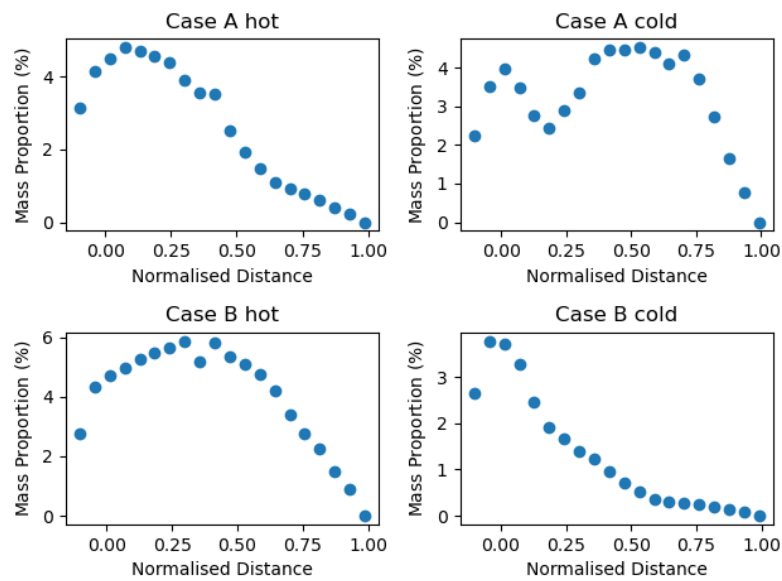 Case A hot
Mass Proportion (%)
4
2
0
0.00 0.25 0.50 0.75 1.00
Normalised Distance
Case A cold
Mass Proportion (%)
4
3
2
1
0
0.00 0.25 0.50 0.75 1.00
Normalised Distance
Case B hot
Mass Proportion (%)
6
4
2
0
0.00 0.25 0.50 0.75 1.00
Normalised Distance
Case B cold
Mass Proportion (%)
3
2
1
0
0.00 0.25 0.50 0.75 1.00
Normalised Distance